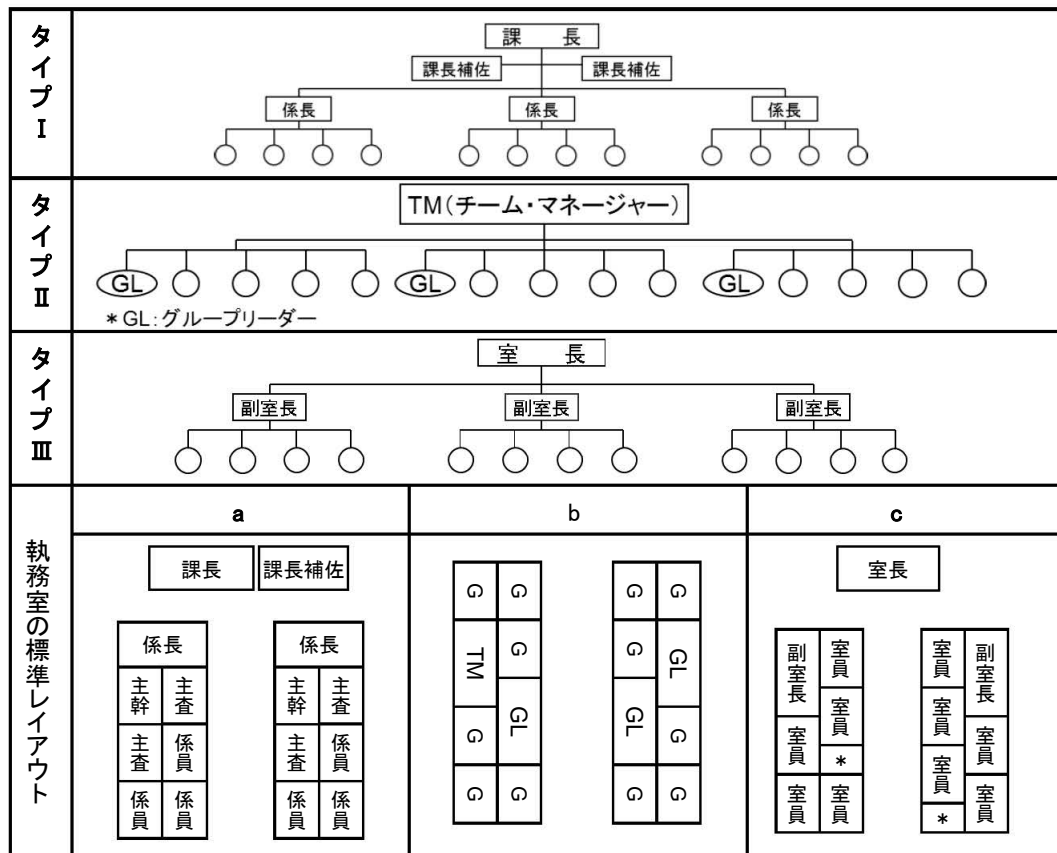 タイプⅠ
課　長
課長補佐　課長補佐
係長　係長　係長
タイプⅡ
TM（チーム・マネージャー）
GL　GL　GL
＊GL：グループリーダー
タイプⅢ
室　長
副室長　副室長　副室長
執務室の標準レイアウト
a　b　c
課長　課長補佐
係長
主幹　主査
主査　係員
係員　係員
係長
主幹　主査
主査　係員
係員　係員
G　G
TM　G
G　GL
G　G
G　G
G　GL
GL　G
G　G
室長
副室長　室員
室員　室員
＊
室員　室員
室員　副室長
室員　室員
室員　室員
＊